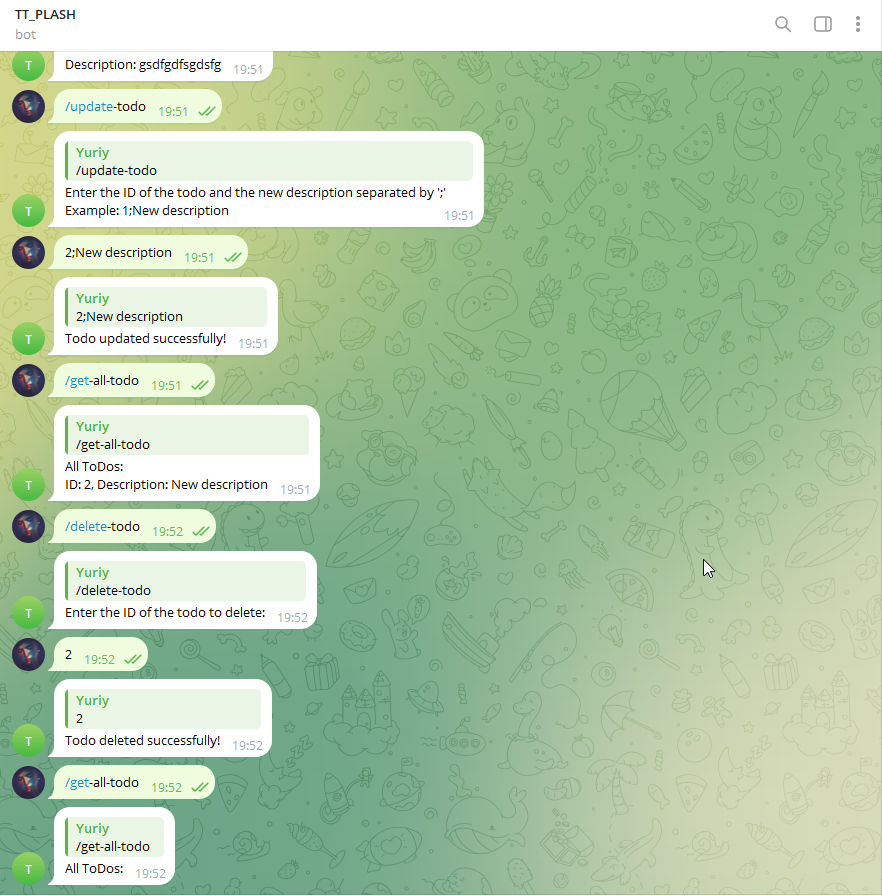 TT_PLASH
bot
T
Description: gsdfgdfsgdsfg 19:51
/update-todo 19:51
Yuriy
/update-todo
Enter the ID of the todo and the new description separated by ';'
Example: 1;New description 19:51
T
2;New description 19:51
Yuriy
2;New description
Todo updated successfully! 19:51
T
/get-all-todo 19:51
Yuriy
/get-all-todo
All ToDos:
ID: 2, Description: New description 19:51
T
/delete-todo 19:52
Yuriy
/delete-todo
Enter the ID of the todo to delete: 19:52
T
2 19:52
Yuriy
2
Todo deleted successfully! 19:52
T
/get-all-todo 19:52
Yuriy
/get-all-todo
All ToDos: 19:52
T